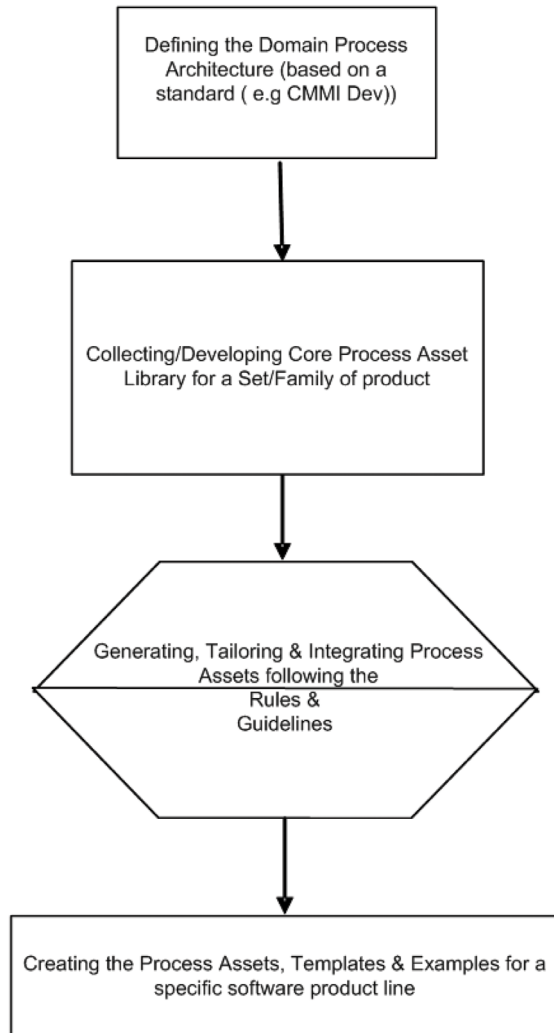 Defining the Domain Process
Architecture (based on a
standard ( e.g CMMI Dev))
Collecting/Developing Core Process Asset
Library for a Set/Family of product
Generating, Tailoring & Integrating Process
Assets following the
Rules &
Guidelines
Creating the Process Assets, Templates & Examples for a
specific software product line